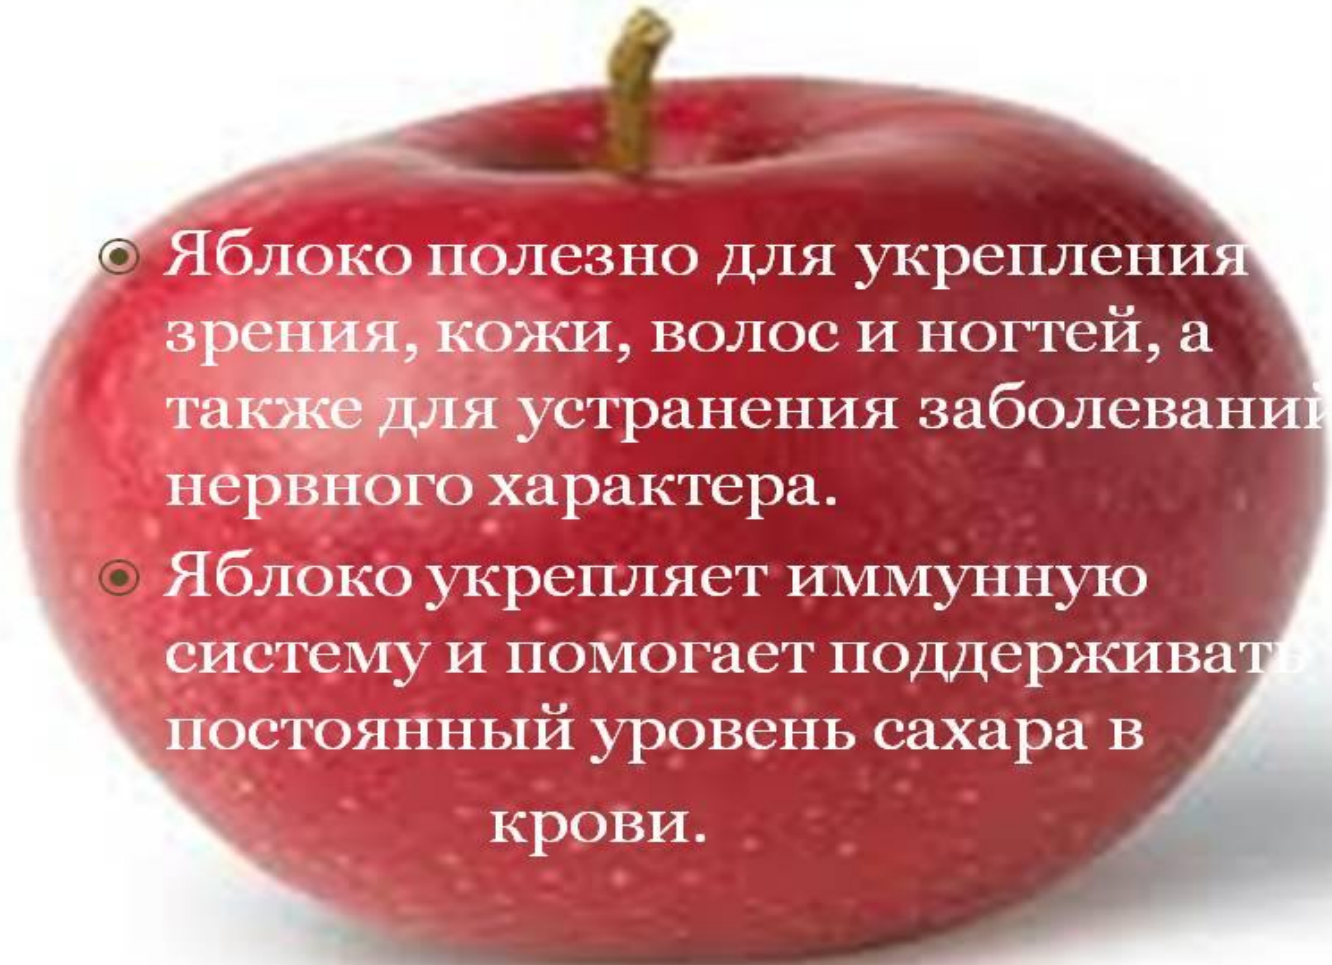 Яблоко полезно для укрепления
зрения, кожи, волос и ногтей, а
также для устранения заболеваний
нервного характера.
Яблоко укрепляет иммунную
систему и помогает поддерживать
постоянный уровень сахара в
крови.